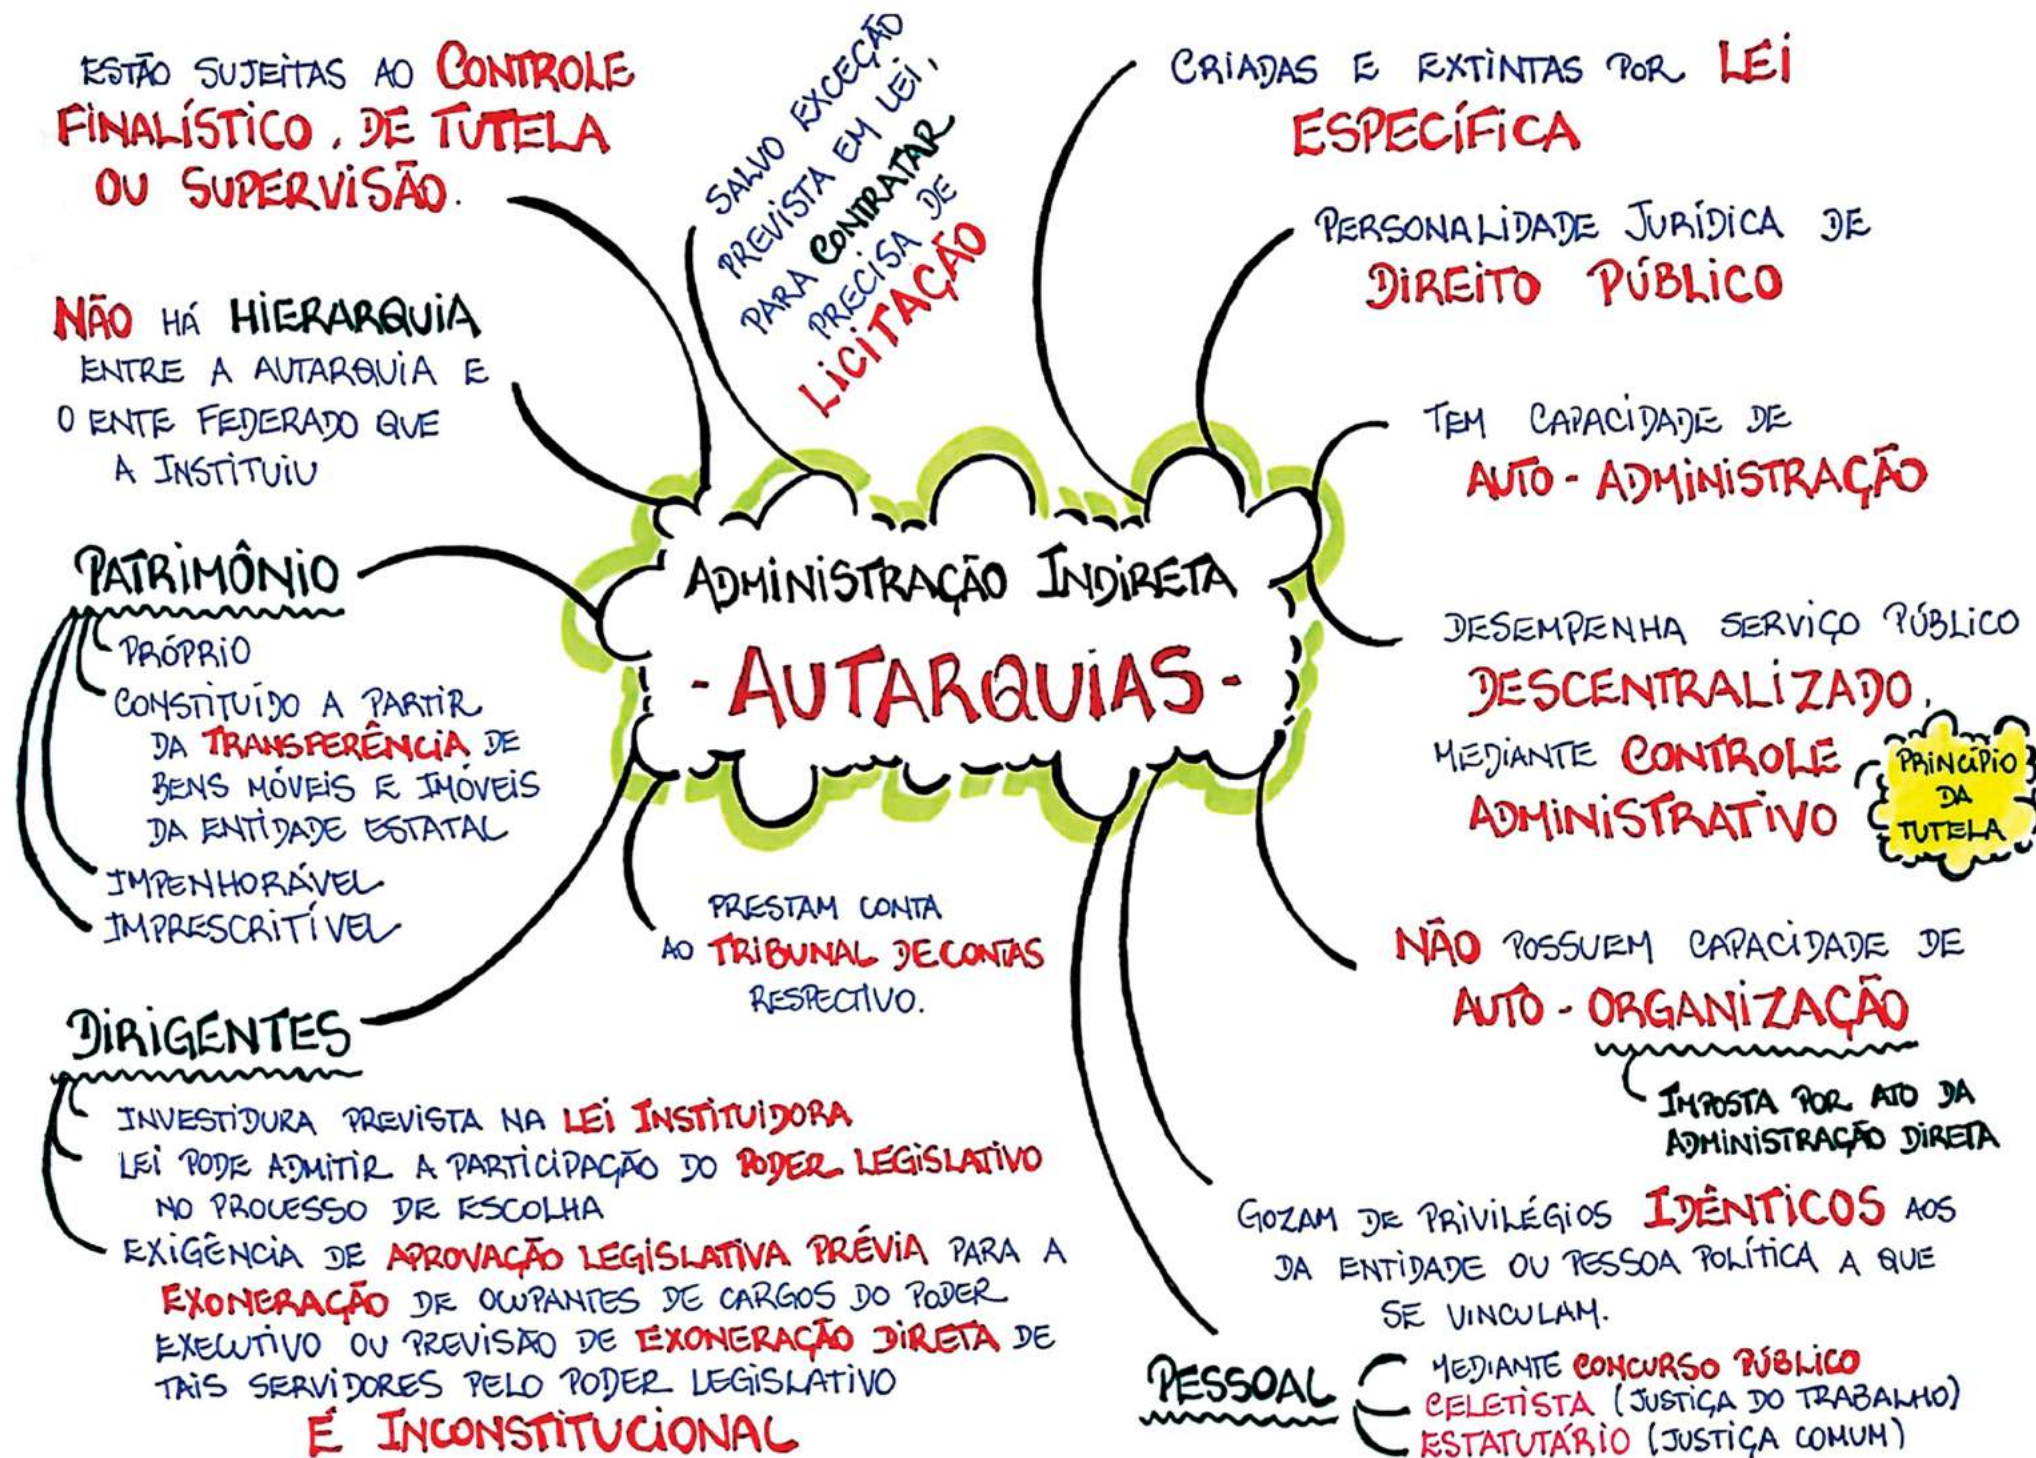 ADMINISTRAÇÃO INDIRETA
- AUTARQUIAS -
CRIADAS E EXTINTAS POR LEI
ESPECÍFICA
PERSONALIDADE JURÍDICA DE
DIREITO PÚBLICO
TEM CAPACIDADE DE
AUTO - ADMINISTRAÇÃO
DESEMPENHA SERVIÇO PÚBLICO
DESCENTRALIZADO,
MEDIANTE CONTROLE
ADMINISTRATIVO
PRINCÍPIO
DA
TUTELA
NÃO POSSUEM CAPACIDADE DE
AUTO - ORGANIZAÇÃO
IMPOSTA POR ATO DA
ADMINISTRAÇÃO DIRETA
GOZAM DE PRIVILÉGIOS IDÊNTICOS AOS
DA ENTIDADE OU PESSOA POLÍTICA A QUE
SE VINCULAM.
PESSOAL
MEDIANTE CONCURSO PÚBLICO
CELETISTA (JUSTIÇA DO TRABALHO)
ESTATUTÁRIO (JUSTIÇA COMUM)
PRESTAM CONTA
AO TRIBUNAL DE CONTAS
RESPECTIVO.
DIRIGENTES
INVESTIDURA PREVISTA NA LEI INSTITUIDORA
LEI PODE ADMITIR A PARTICIPAÇÃO DO PODER LEGISLATIVO
NO PROCESSO DE ESCOLHA
EXIGÊNCIA DE APROVAÇÃO LEGISLATIVA PRÉVIA PARA A
EXONERAÇÃO DE OCUPANTES DE CARGOS DO PODER
EXECUTIVO OU PREVISÃO DE EXONERAÇÃO DIRETA DE
TAIS SERVIDORES PELO PODER LEGISLATIVO
É INCONSTITUCIONAL
PATRIMÔNIO
PRÓPRIO
CONSTITUÍDO A PARTIR
DA TRANSFERÊNCIA DE
BENS MÓVEIS E IMÓVEIS
DA ENTIDADE ESTATAL
IMPENHORÁVEL
IMPRESCRITÍVEL
NÃO HÁ HIERARQUIA
ENTRE A AUTARQUIA E
O ENTE FEDERADO QUE
A INSTITUIU
ESTÃO SUJEITAS AO CONTROLE
FINALÍSTICO, DE TUTELA
OU SUPERVISÃO.
SALVO EXCEÇÃO
PREVISTA EM LEI,
PARA CONTRATAR
PRECISA DE
LICITAÇÃO